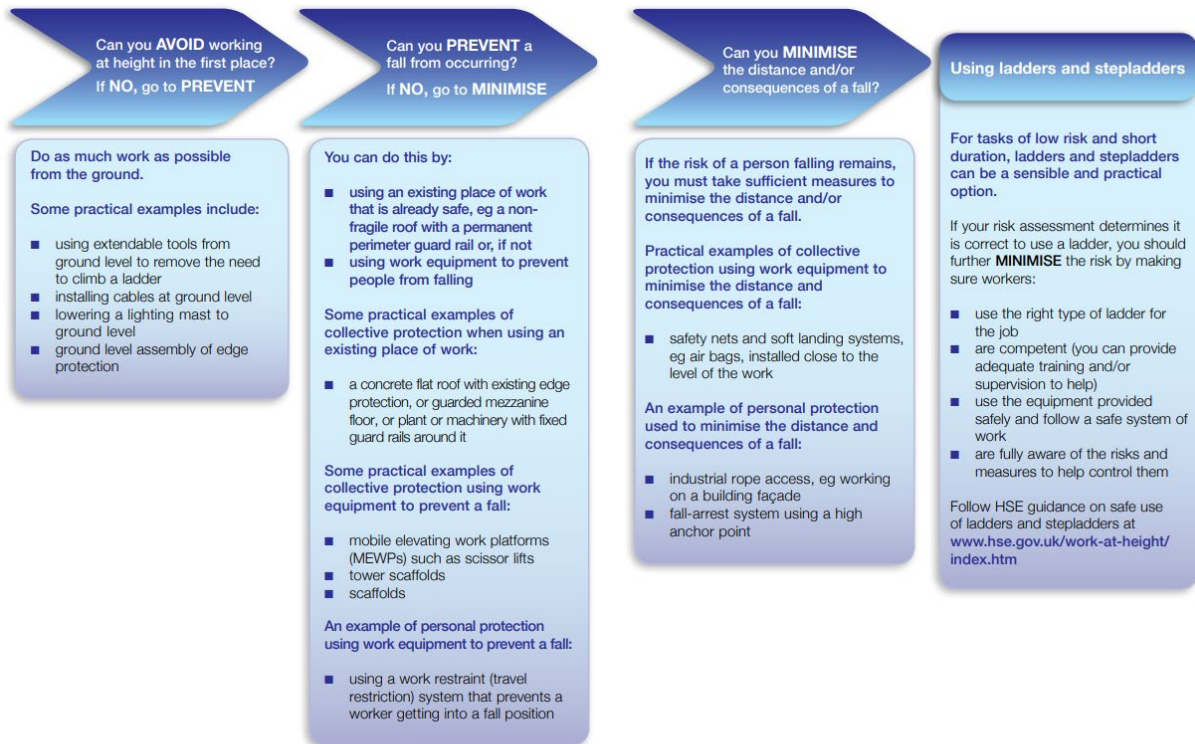 Can you AVOID working
at height in the first place?
If NO, go to PREVENT
Do as much work as possible
from the ground.
Some practical examples include:
■ using extendable tools from
ground level to remove the need
to climb a ladder
■ installing cables at ground level
■ lowering a lighting mast to
ground level
■ ground level assembly of edge
protection
Can you PREVENT a
fall from occurring?
If NO, go to MINIMISE
You can do this by:
■ using an existing place of work
that is already safe, eg a non-
fragile roof with a permanent
perimeter guard rail or, if not
■ using work equipment to prevent
people from falling
Some practical examples of
collective protection when using an
existing place of work:
■ a concrete flat roof with existing edge
protection, or guarded mezzanine
floor, or plant or machinery with fixed
guard rails around it
Some practical examples of
collective protection using work
equipment to prevent a fall:
■ mobile elevating work platforms
(MEWPs) such as scissor lifts
■ tower scaffolds
■ scaffolds
An example of personal protection
using work equipment to prevent a fall:
■ using a work restraint (travel
restriction) system that prevents a
worker getting into a fall position
Can you MINIMISE
the distance and/or
consequences of a fall?
If the risk of a person falling remains,
you must take sufficient measures to
minimise the distance and/or
consequences of a fall.
Practical examples of collective
protection using work equipment to
minimise the distance and
consequences of a fall:
■ safety nets and soft landing systems,
eg air bags, installed close to the
level of the work
An example of personal protection
used to minimise the distance and
consequences of a fall:
■ industrial rope access, eg working
on a building façade
■ fall-arrest system using a high
anchor point
Using ladders and stepladders
For tasks of low risk and short
duration, ladders and stepladders
can be a sensible and practical
option.
If your risk assessment determines it
is correct to use a ladder, you should
further MINIMISE the risk by making
sure workers:
■ use the right type of ladder for
the job
■ are competent (you can provide
adequate training and/or
supervision to help)
■ use the equipment provided
safely and follow a safe system of
work
■ are fully aware of the risks and
measures to help control them
Follow HSE guidance on safe use
of ladders and stepladders at
www.hse.gov.uk/work-at-height/
index.htm